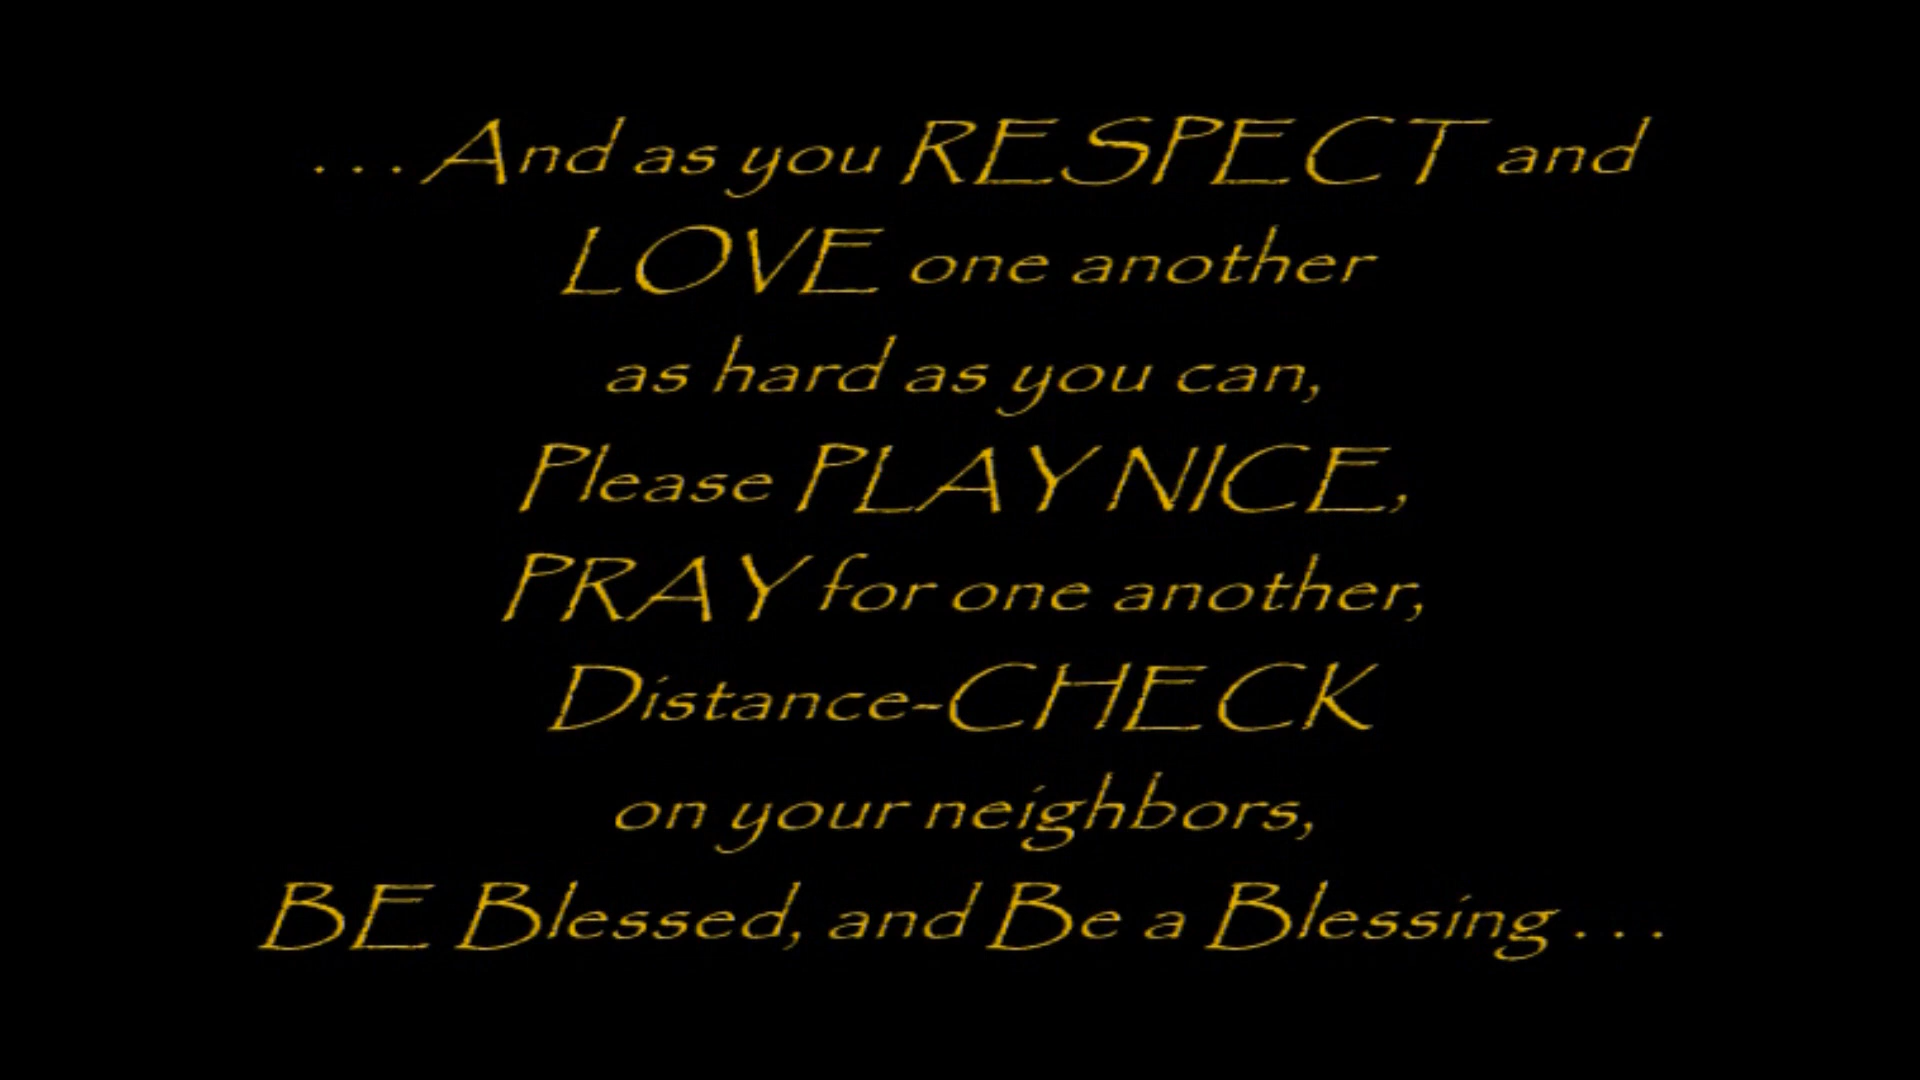 . . . And as you RESPECT and
LOVE one another
as hard as you can,
Please PLAY NICE,
PRAY for one another,
Distance-CHECK
on your neighbors,
BE Blessed, and Be a Blessing . . .